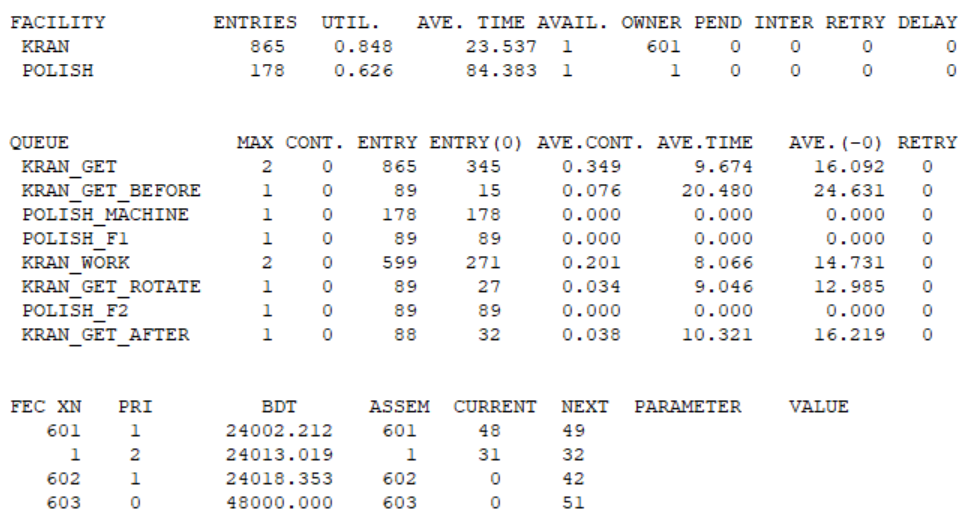 FACILITY ENTRIES UTIL. AVE. TIME AVAIL. OWNER PEND INTER RETRY DELAY
KRAN 865 0.848 23.537 1 601 0 0 0 0
POLISH 178 0.626 84.383 1 1 0 0 0 0
QUEUE MAX CONT. ENTRY ENTRY(0) AVE.CONT. AVE.TIME AVE.(-0) RETRY
KRAN_GET 2 0 865 345 0.349 9.674 16.092 0
KRAN_GET_BEFORE 1 0 89 15 0.076 20.480 24.631 0
POLISH_MACHINE 1 0 178 178 0.000 0.000 0.000 0
POLISH_F1 1 0 89 89 0.000 0.000 0.000 0
KRAN_WORK 2 0 599 271 0.201 8.066 14.731 0
KRAN_GET_ROTATE 1 0 89 27 0.034 9.046 12.985 0
POLISH_F2 1 0 89 89 0.000 0.000 0.000 0
KRAN_GET_AFTER 1 0 88 32 0.038 10.321 16.219 0
FEC XN PRI BDT ASSEM CURRENT NEXT PARAMETER VALUE
601 1 24002.212 601 48 49
1 2 24013.019 1 31 32
602 1 24018.353 602 0 42
603 0 48000.000 603 0 51